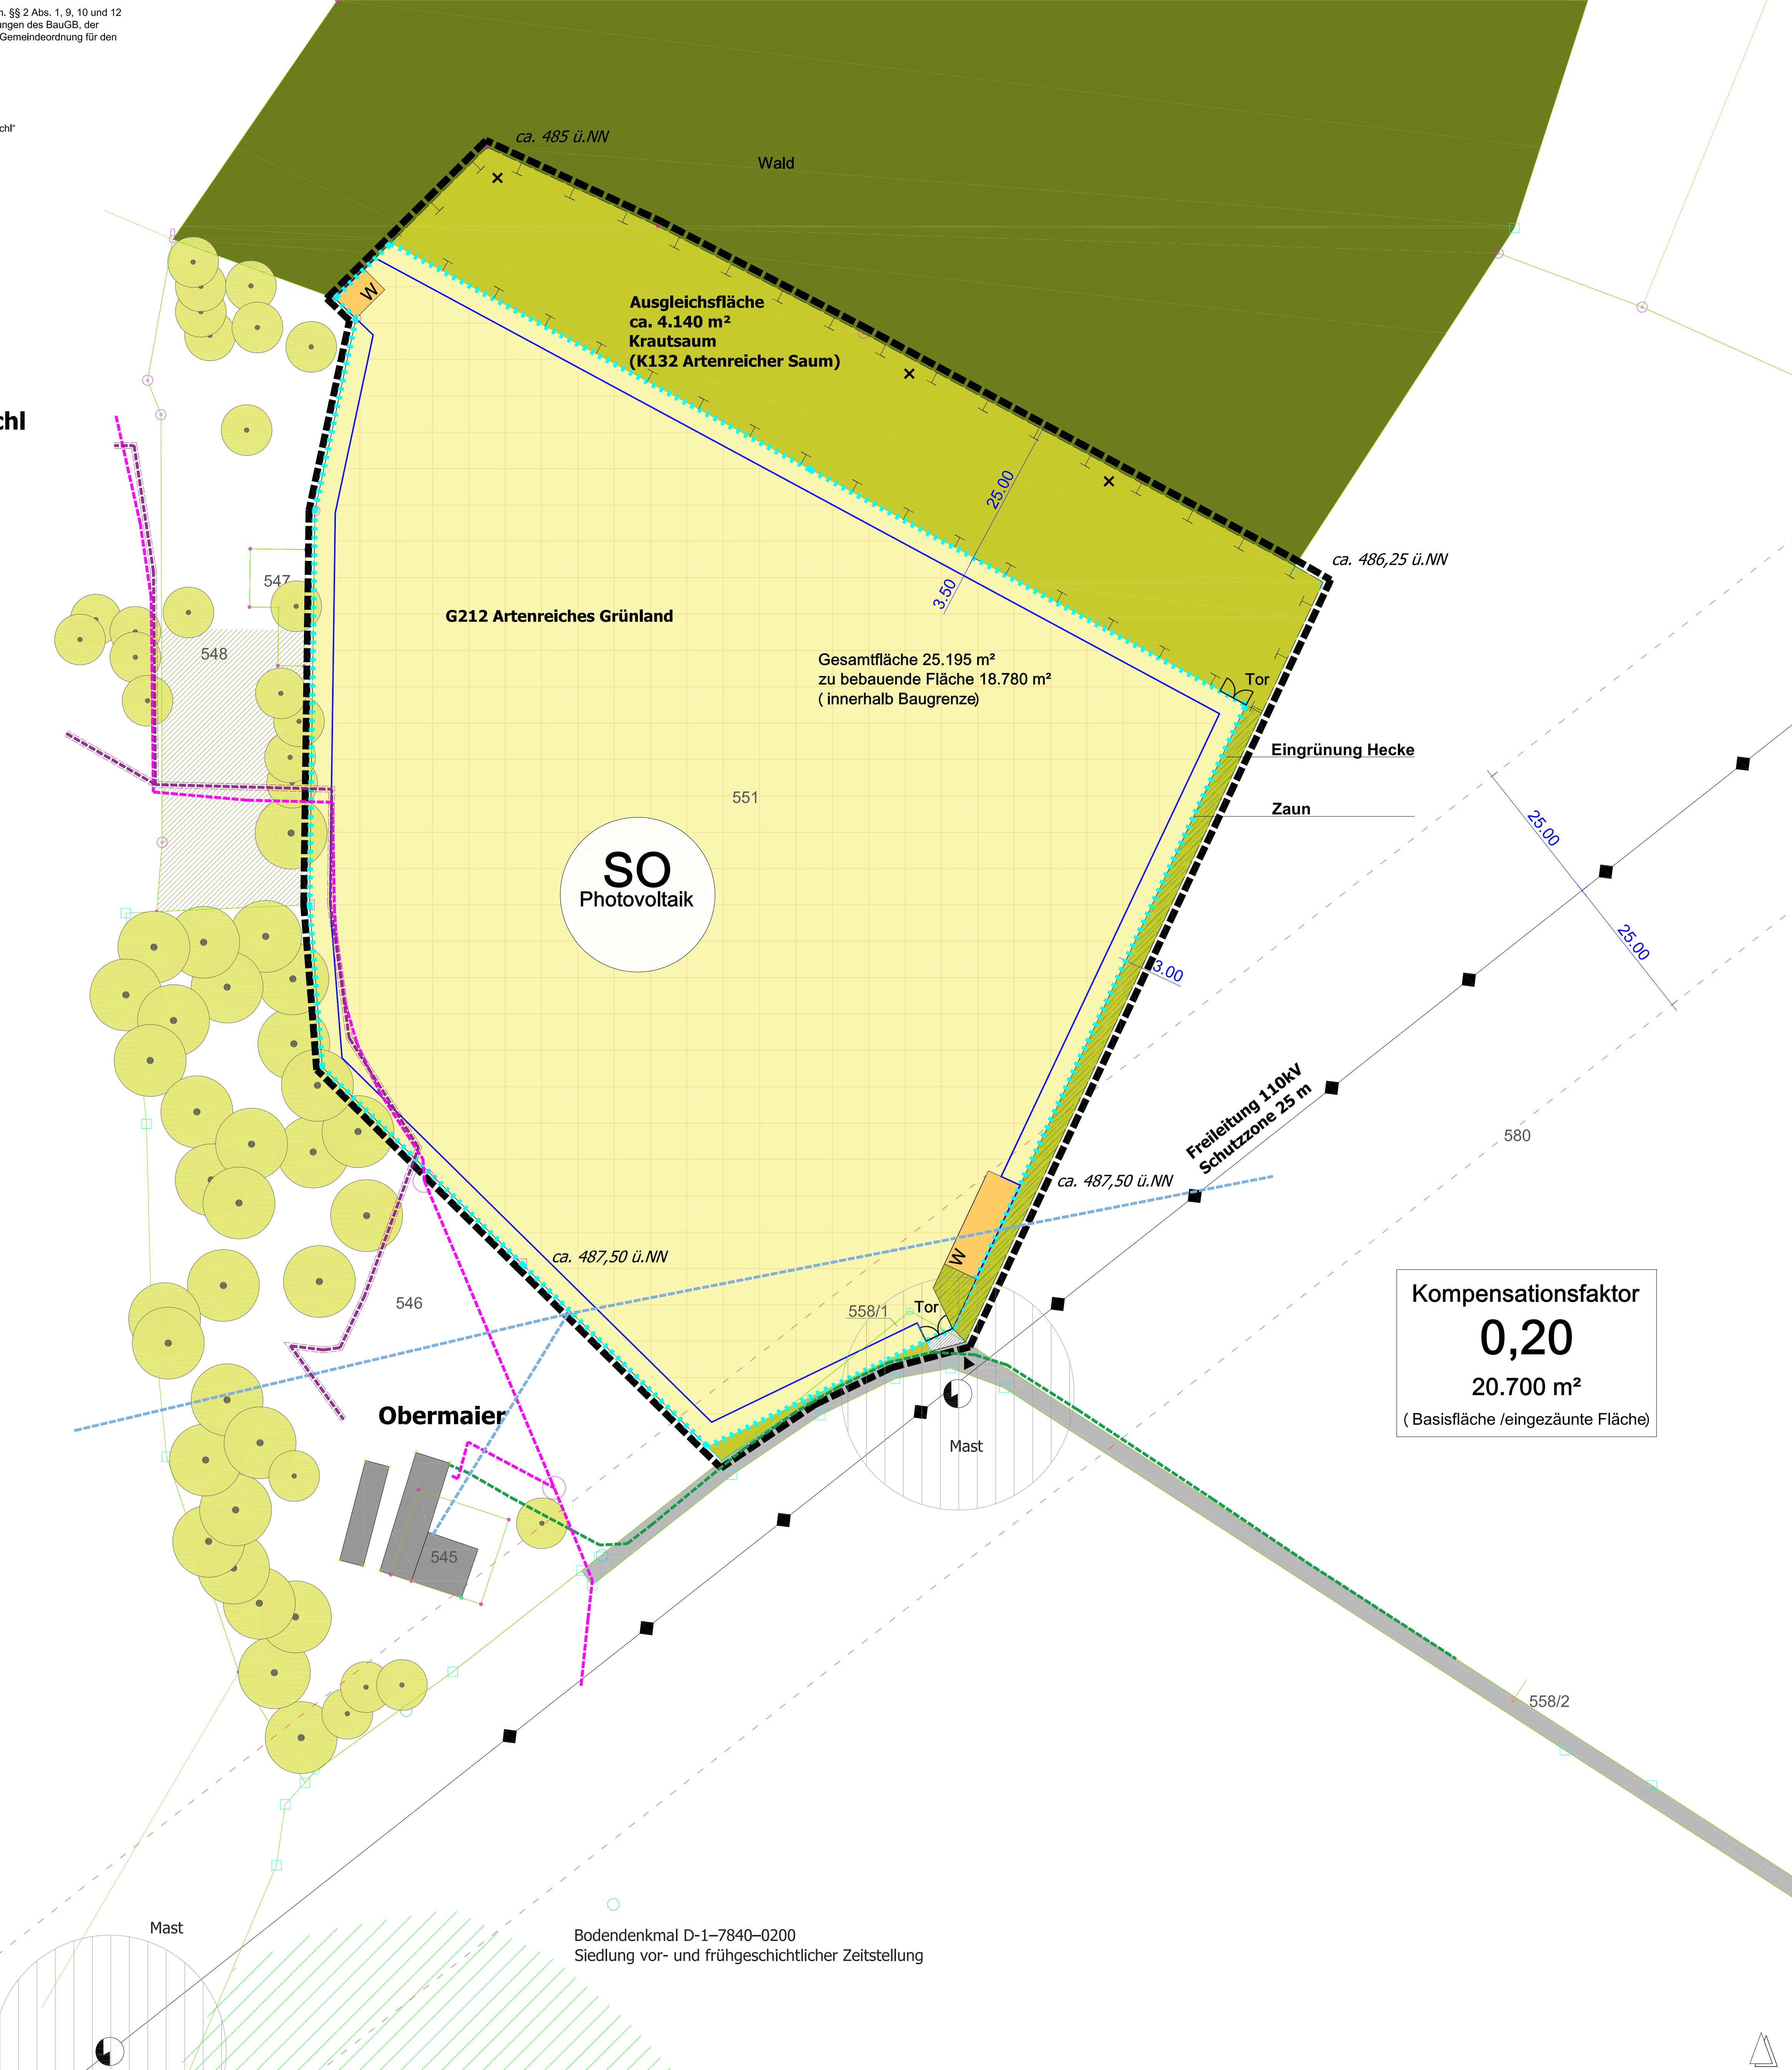 n. §§ 2 Abs. 1, 9, 10 und 12
ungen des BauGB, der
Gemeindeordnung für den
chl“
ca. 485 ü.NN
Wald
W
Ausgleichsfläche
ca. 4.140 m²
Krautsaum
(K132 Artenreicher Saum)
chl
25.00
3.50
ca. 486,25 ü.NN
547
G212 Artenreiches Grünland
548
Gesamtfläche 25.195 m²
zu bebauende Fläche 18.780 m²
( innerhalb Baugrenze)
Tor
Eingrünung Hecke
551
Zaun
25.00
25.00
SO
Photovoltaik
3.00
Freileitung 110kV
Schutzzone 25 m
580
ca. 487,50 ü.NN
ca. 487,50 ü.NN
W
546
558/1
Tor
Kompensationsfaktor
0,20
20.700 m²
( Basisfläche /eingezäunte Fläche)
Obermaier
Mast
545
558/2
Mast
Bodendenkmal D-1–7840–0200
Siedlung vor- und frühgeschichtlicher Zeitstellung